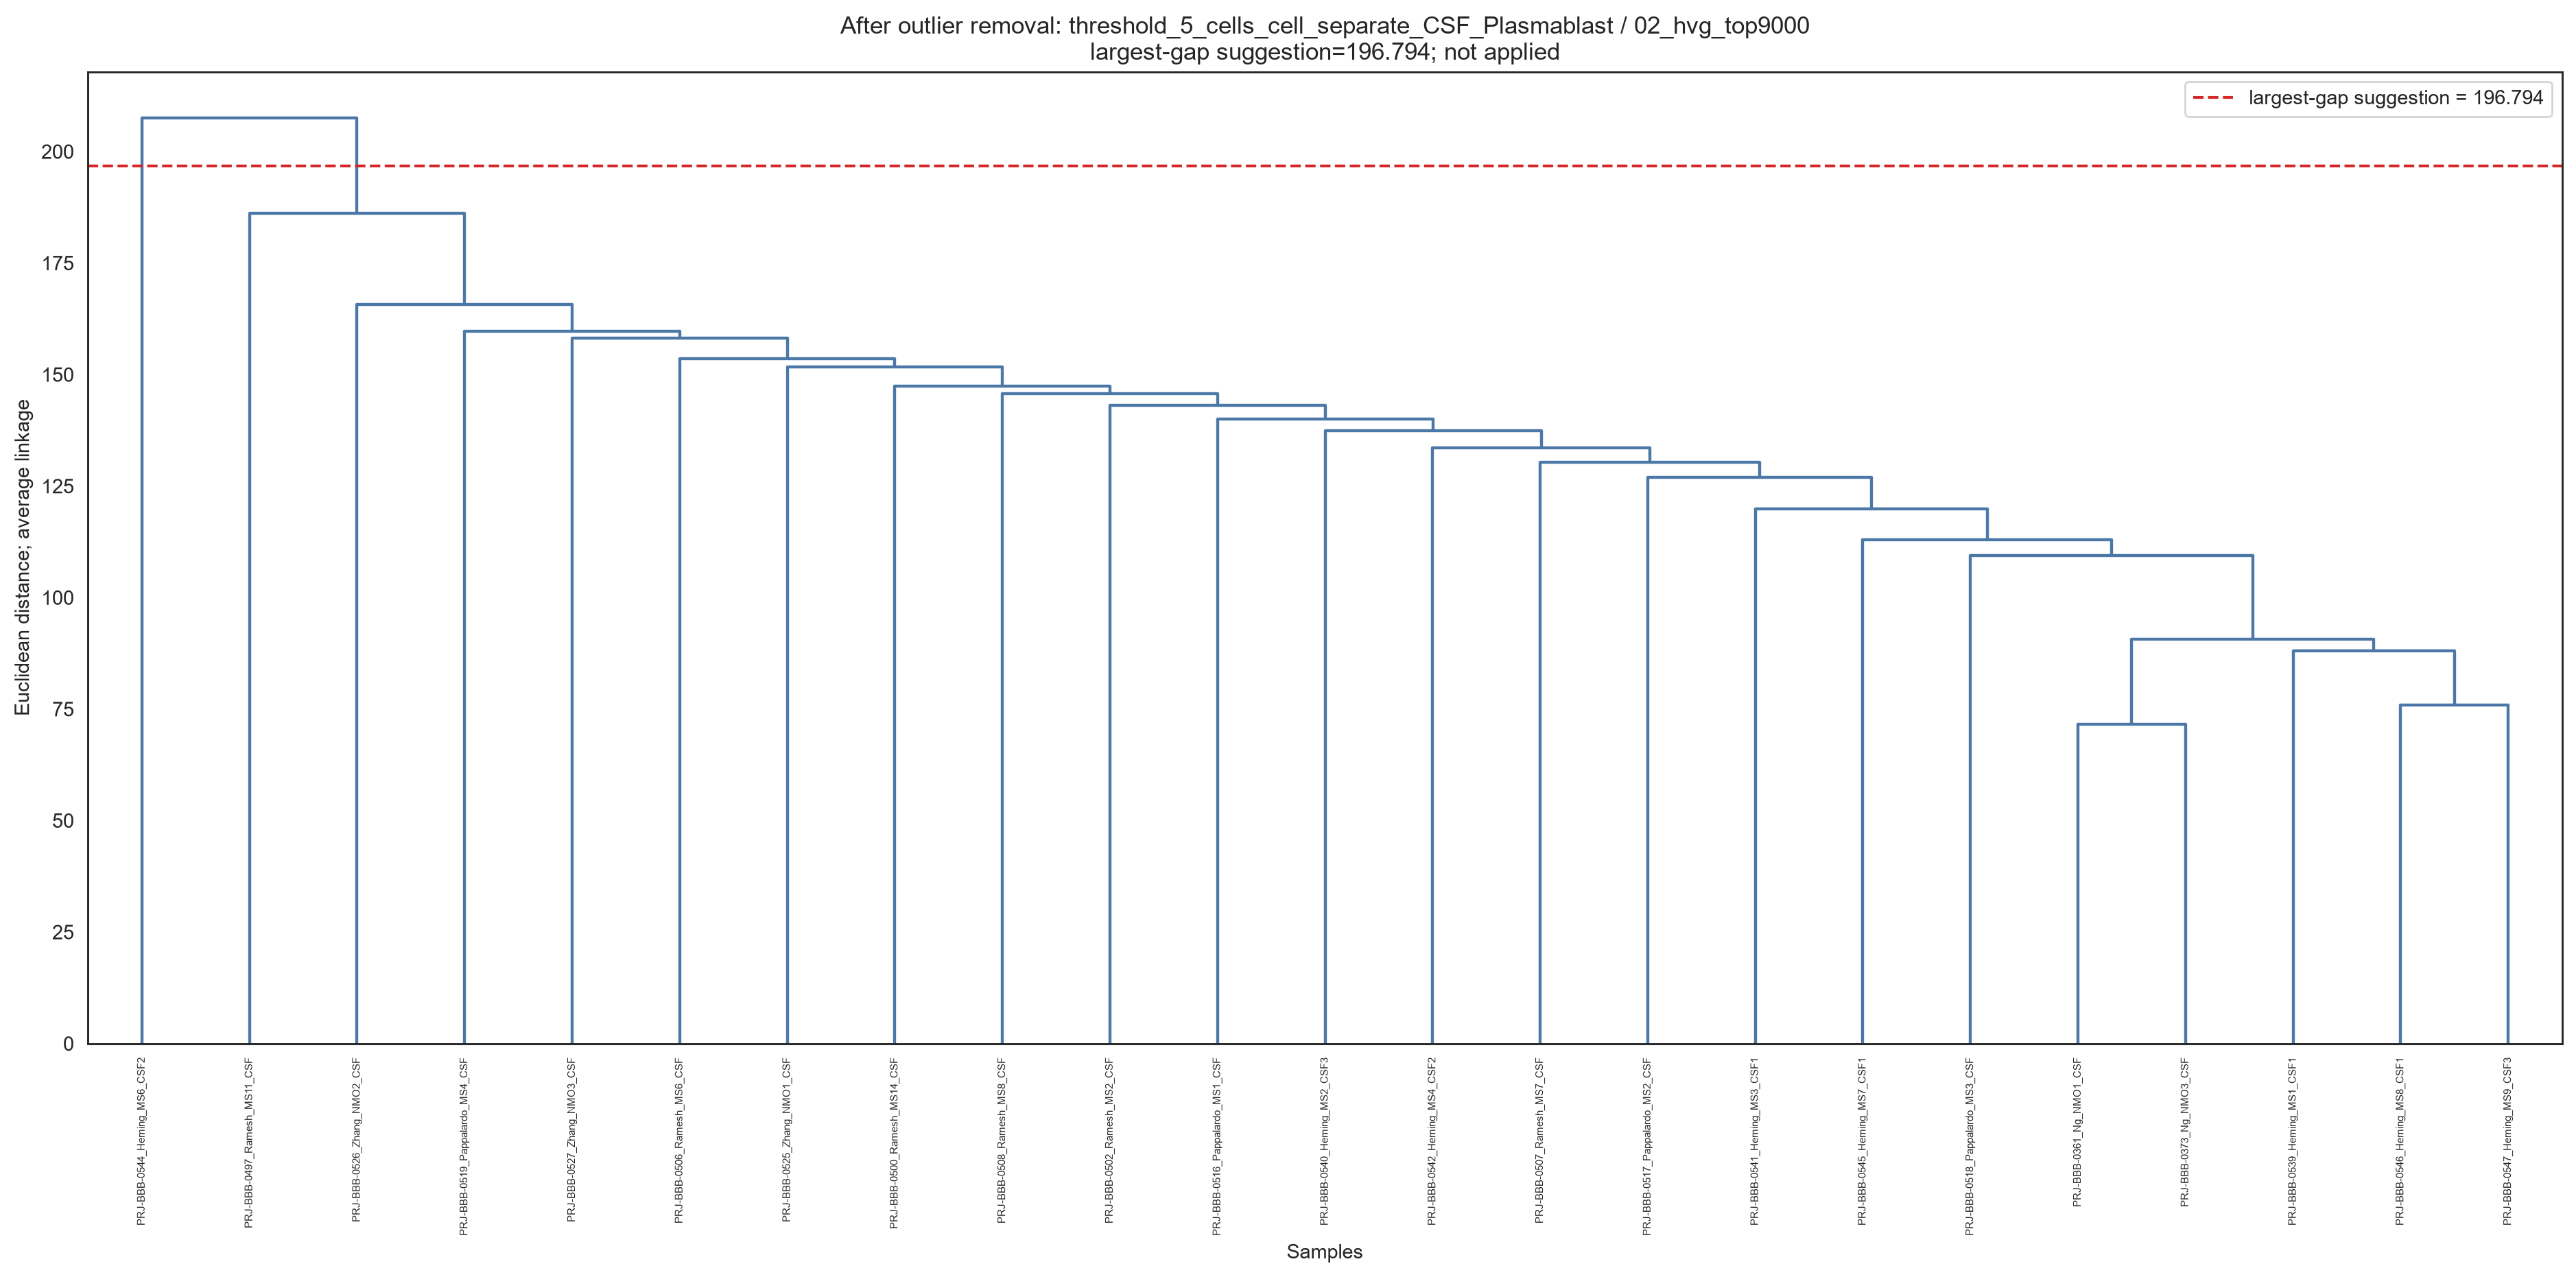 After outlier removal: threshold_5_cells_cell_separate_CSF_Plasmablast / 02_hvg_top9000
largest-gap suggestion=196.794; not applied
largest-gap suggestion = 196.794
Euclidean distance; average linkage
200
175
150
125
100
75
50
25
0
PRJ-BBB-0544_Heming_MS6_CSF2
PRJ-BBB-0497_Ramesh_MS11_CSF
PRJ-BBB-0526_Zhang_NMO2_CSF
PRJ-BBB-0519_Pappalardo_MS4_CSF
PRJ-BBB-0527_Zhang_NMO3_CSF
PRJ-BBB-0506_Ramesh_MS6_CSF
PRJ-BBB-0525_Zhang_NMO1_CSF
PRJ-BBB-0500_Ramesh_MS14_CSF
PRJ-BBB-0508_Ramesh_MS8_CSF
PRJ-BBB-0502_Ramesh_MS2_CSF
PRJ-BBB-0516_Pappalardo_MS1_CSF
PRJ-BBB-0540_Heming_MS2_CSF3
PRJ-BBB-0542_Heming_MS4_CSF2
PRJ-BBB-0507_Ramesh_MS7_CSF
PRJ-BBB-0517_Pappalardo_MS2_CSF
PRJ-BBB-0541_Heming_MS3_CSF1
PRJ-BBB-0545_Heming_MS7_CSF1
PRJ-BBB-0518_Pappalardo_MS3_CSF
PRJ-BBB-0361_Ng_NMO1_CSF
PRJ-BBB-0373_Ng_NMO3_CSF
PRJ-BBB-0539_Heming_MS1_CSF1
PRJ-BBB-0546_Heming_MS8_CSF1
PRJ-BBB-0547_Heming_MS9_CSF3
Samples